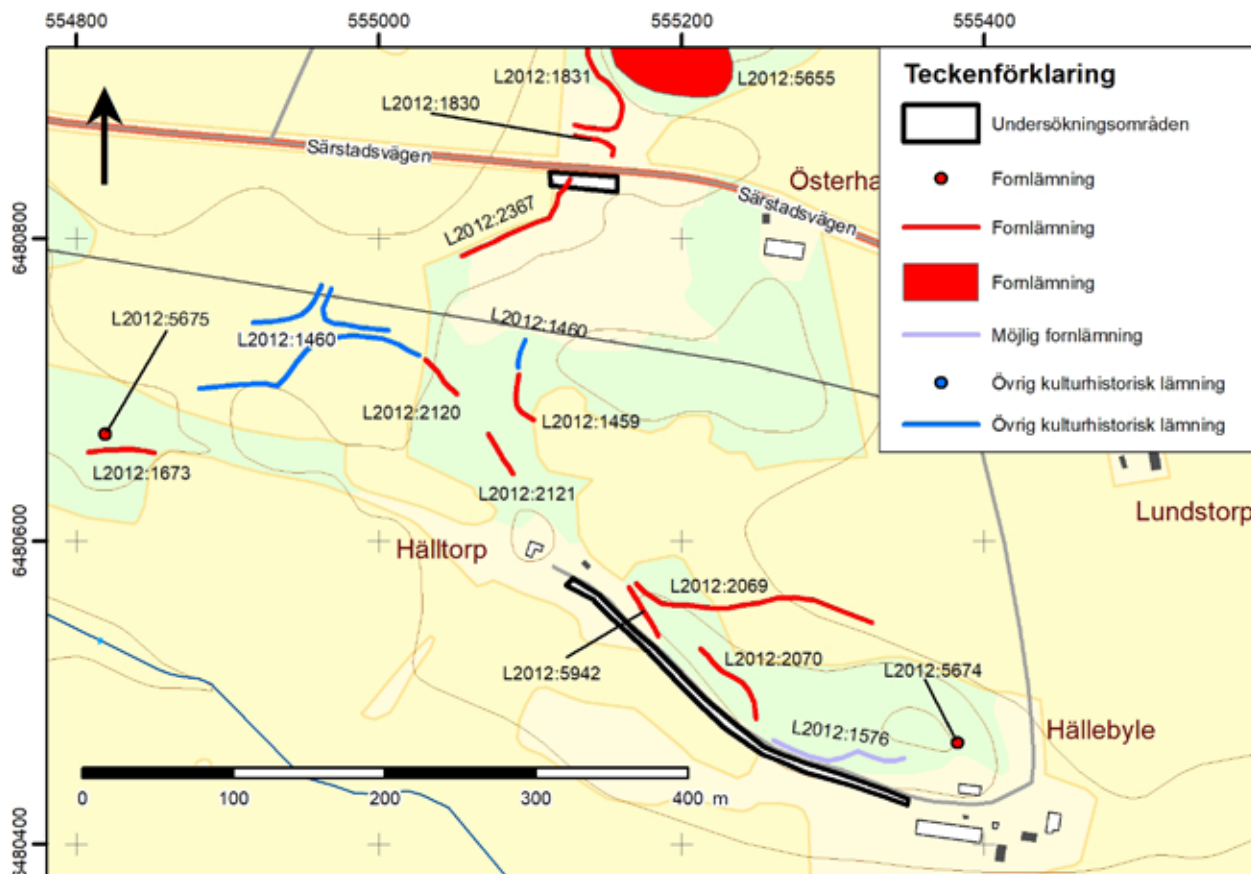 554800
555000
555200
555400
L2012:1831
L2012:5655
L2012:1830
Särstadsvägen
Österha
Särstadsvägen
L2012:2367
6480800
L2012:1460
L2012:5675
L2012:1460
L2012:2120
L2012:1459
L2012:1673
L2012:2121
6480600
Hälltorp
Lundstorp
L2012:2069
L2012:5942
L2012:2070
L2012:5674
L2012:1576
Hällebyle
0 100 200 300 400 m
6480400
Teckenförklaring
Undersökningsområden
Fornlämning
Fornlämning
Fornlämning
Möjlig fornlämning
Övrig kulturhistorisk lämning
Övrig kulturhistorisk lämning